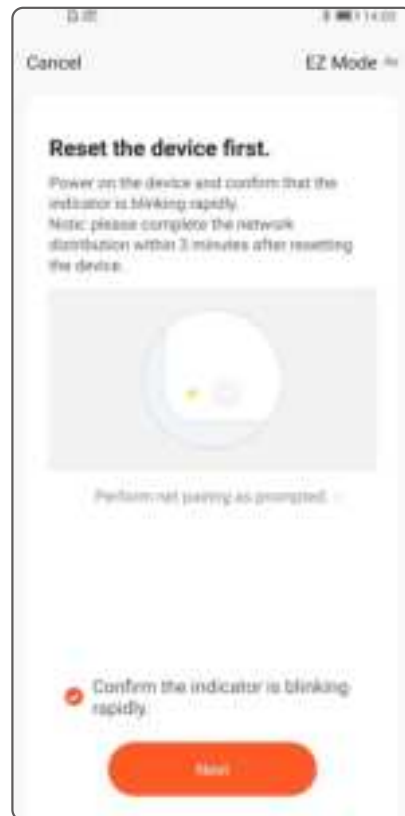 Cancel
EZ Mode
Reset the device first.
Power on the device and confirm that the
indicator is blinking rapidly.
Note: please complete the network
distribution within 3 minutes after resetting
the device.
Perform net pairing as prompted.
Confirm the indicator is blinking
rapidly.
Next